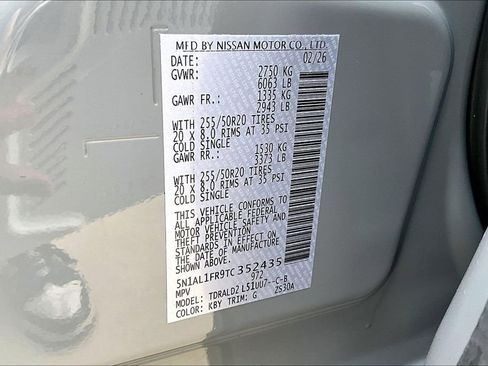 MFD BY NISSAN MOTOR CO., LTD.
DATE: 02/26
GVWR: 2750 KG
6063 LB
GAWR FR.: 1335 KG
2943 LB
WITH 255/50R20 TIRES
20 X 8.0 RIMS AT 35 PSI
COLD SINGLE
GAWR RR.: 1530 KG
3373 LB
WITH 255/50R20 TIRES
20 X 8.0 RIMS AT 35 PSI
COLD SINGLE
THIS VEHICLE CONFORMS TO
ALL APPLICABLE FEDERAL
MOTOR VEHICLE SAFETY AND
THEFT PREVENTION
STANDARDS IN EFFECT ON
THE DATE OF MANUFACTURE
SHOWN ABOVE.
5N1AL1FR9TC352435
MPV 972
MODEL: TDRALD2 L51UU7--C-B
COLOR: KBY TRIM: G ZS30A